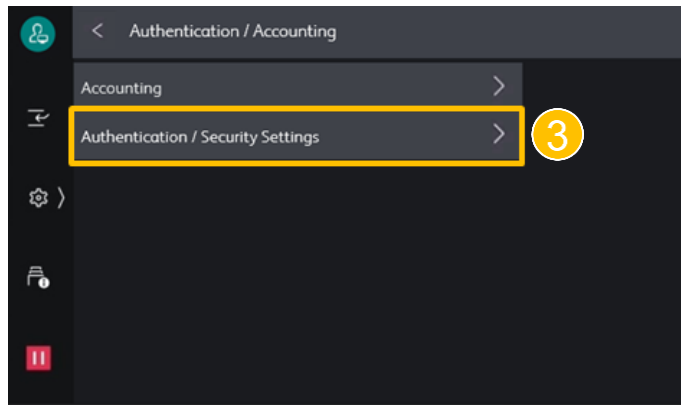 < Authentication / Accounting
Accounting >
Authentication / Security Settings >
3